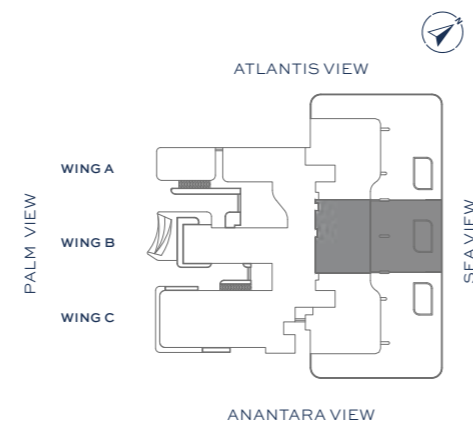 N
ATLANTIS VIEW
WING A
PALM VIEW
WING B
SEA VIEW
WING C
ANANTARA VIEW